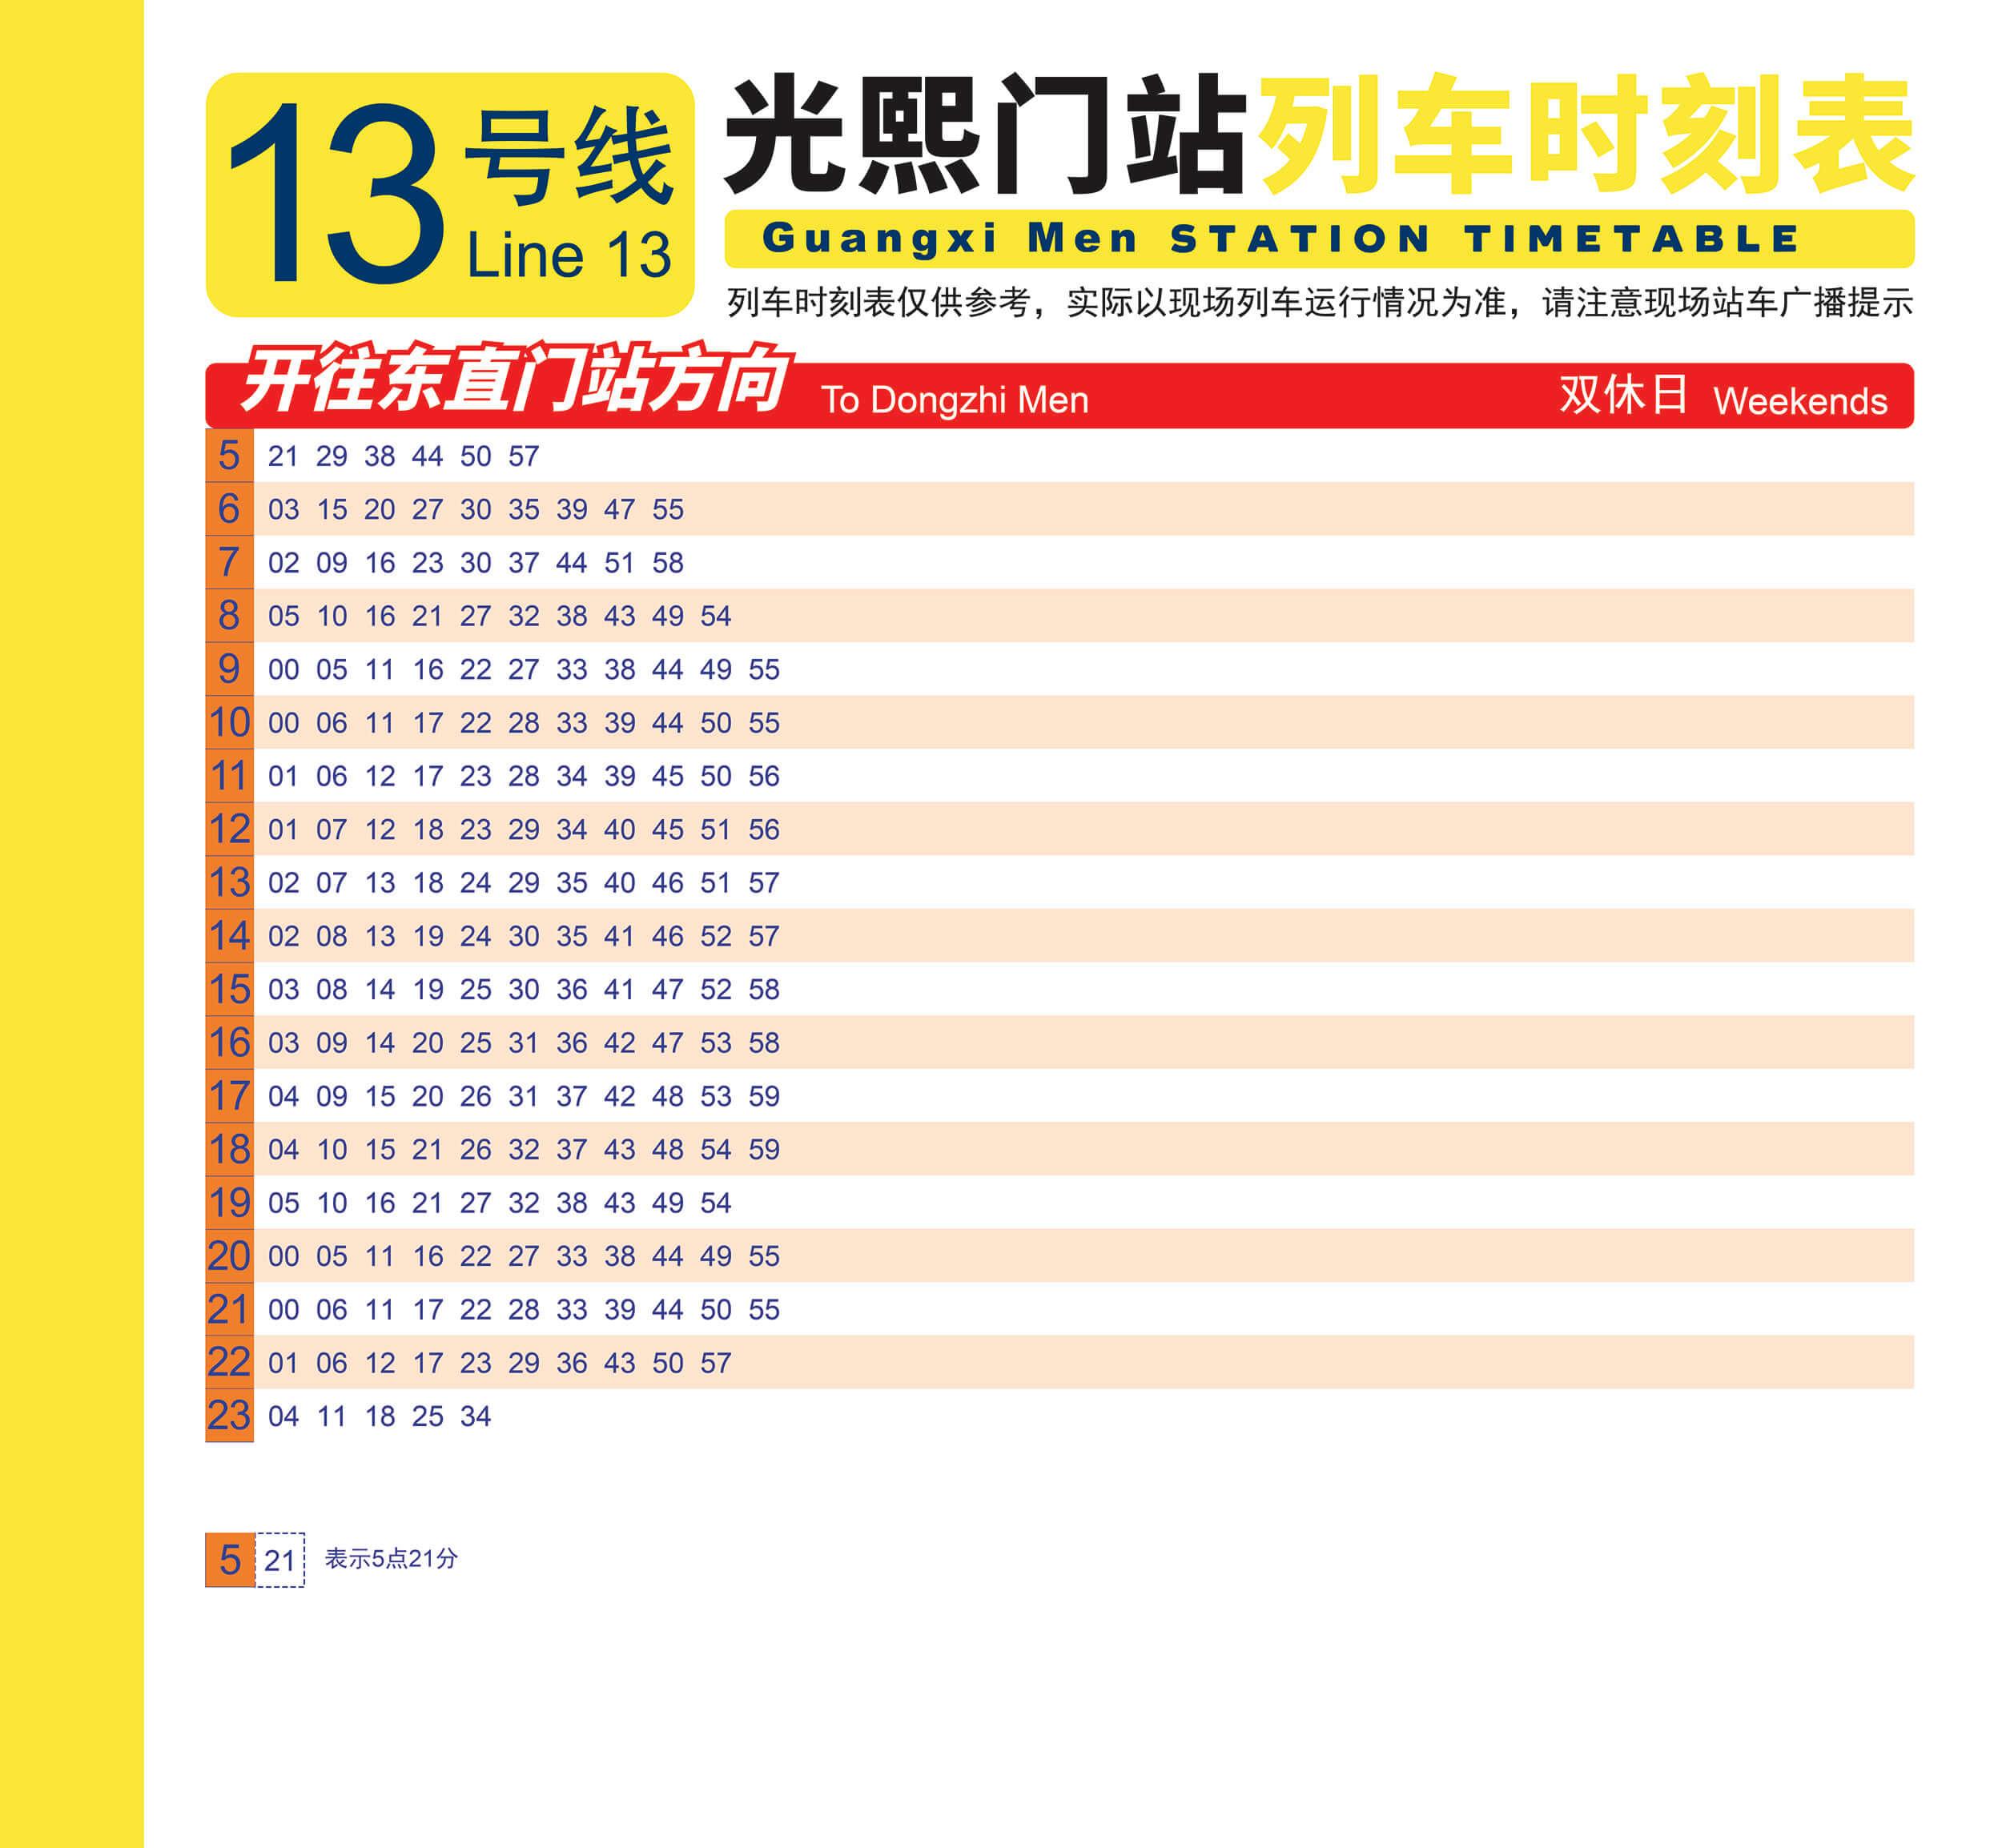 13号线
Line 13
光熙门站列车时刻表
Guangxi Men STATION TIMETABLE
列车时刻表仅供参考，实际以现场列车运行情况为准，请注意现场站车广播提示
开往东直门站方向 To Dongzhi Men 双休日 Weekends
5 21 29 38 44 50 57
6 03 15 20 27 30 35 39 47 55
7 02 09 16 23 30 37 44 51 58
8 05 10 16 21 27 32 38 43 49 54
9 00 05 11 16 22 27 33 38 44 49 55
10 00 06 11 17 22 28 33 39 44 50 55
11 01 06 12 17 23 28 34 39 45 50 56
12 01 07 12 18 23 29 34 40 45 51 56
13 02 07 13 18 24 29 35 40 46 51 57
14 02 08 13 19 24 30 35 41 46 52 57
15 03 08 14 19 25 30 36 41 47 52 58
16 03 09 14 20 25 31 36 42 47 53 58
17 04 09 15 20 26 31 37 42 48 53 59
18 04 10 15 21 26 32 37 43 48 54 59
19 05 10 16 21 27 32 38 43 49 54
20 00 05 11 16 22 27 33 38 44 49 55
21 00 06 11 17 22 28 33 39 44 50 55
22 01 06 12 17 23 29 36 43 50 57
23 04 11 18 25 34
5 21 表示5点21分